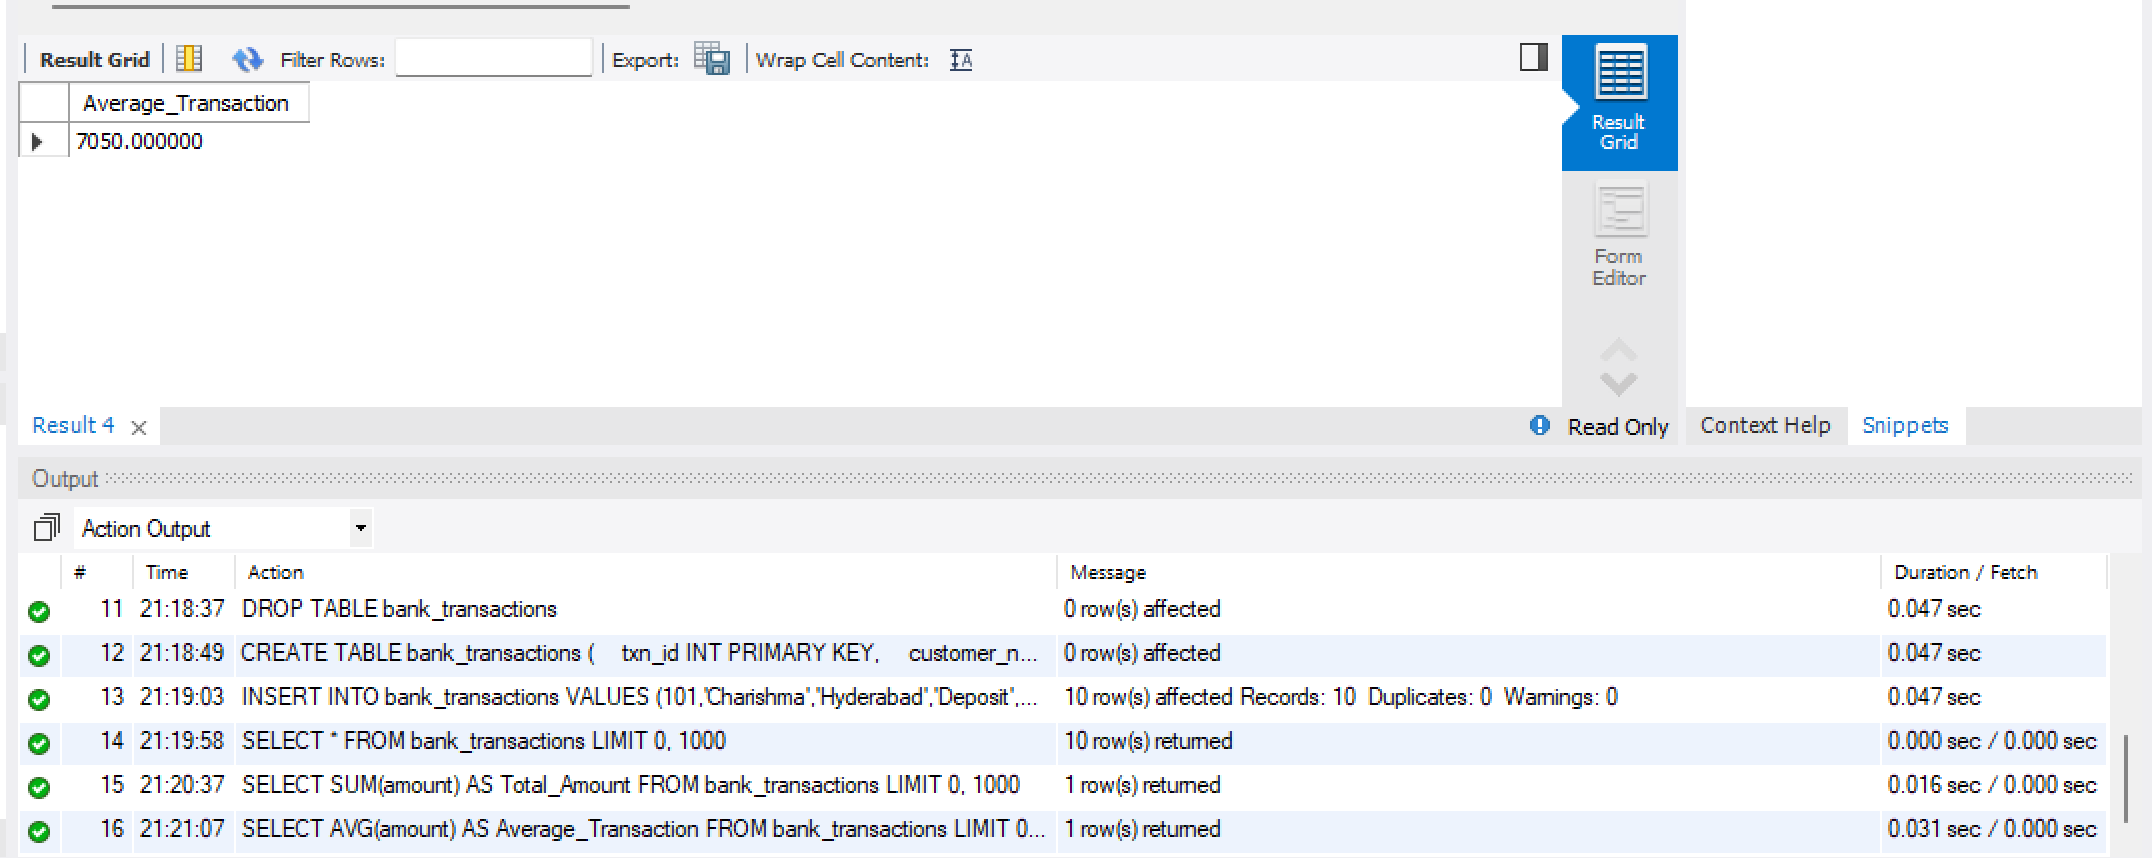 Result Grid Filter Rows: Export: Wrap Cell Content: IA
Average_Transaction
7050.000000
Result
Grid
Form
Editor
Result 4 Read Only Context Help Snippets
Output
Action Output
# Time Action Message Duration / Fetch
11 21:18:37 DROP TABLE bank_transactions 0 row(s) affected 0.047 sec
12 21:18:49 CREATE TABLE bank_transactions ( txn_id INT PRIMARY KEY, customer_n... 0 row(s) affected 0.047 sec
13 21:19:03 INSERT INTO bank_transactions VALUES (101,'Charishma','Hyderabad','Deposit',... 10 row(s) affected Records: 10 Duplicates: 0 Warnings: 0 0.047 sec
14 21:19:58 SELECT * FROM bank_transactions LIMIT 0, 1000 10 row(s) returned 0.000 sec / 0.000 sec
15 21:20:37 SELECT SUM(amount) AS Total_Amount FROM bank_transactions LIMIT 0, 1000 1 row(s) returned 0.016 sec / 0.000 sec
16 21:21:07 SELECT AVG(amount) AS Average_Transaction FROM bank_transactions LIMIT 0... 1 row(s) returned 0.031 sec / 0.000 sec